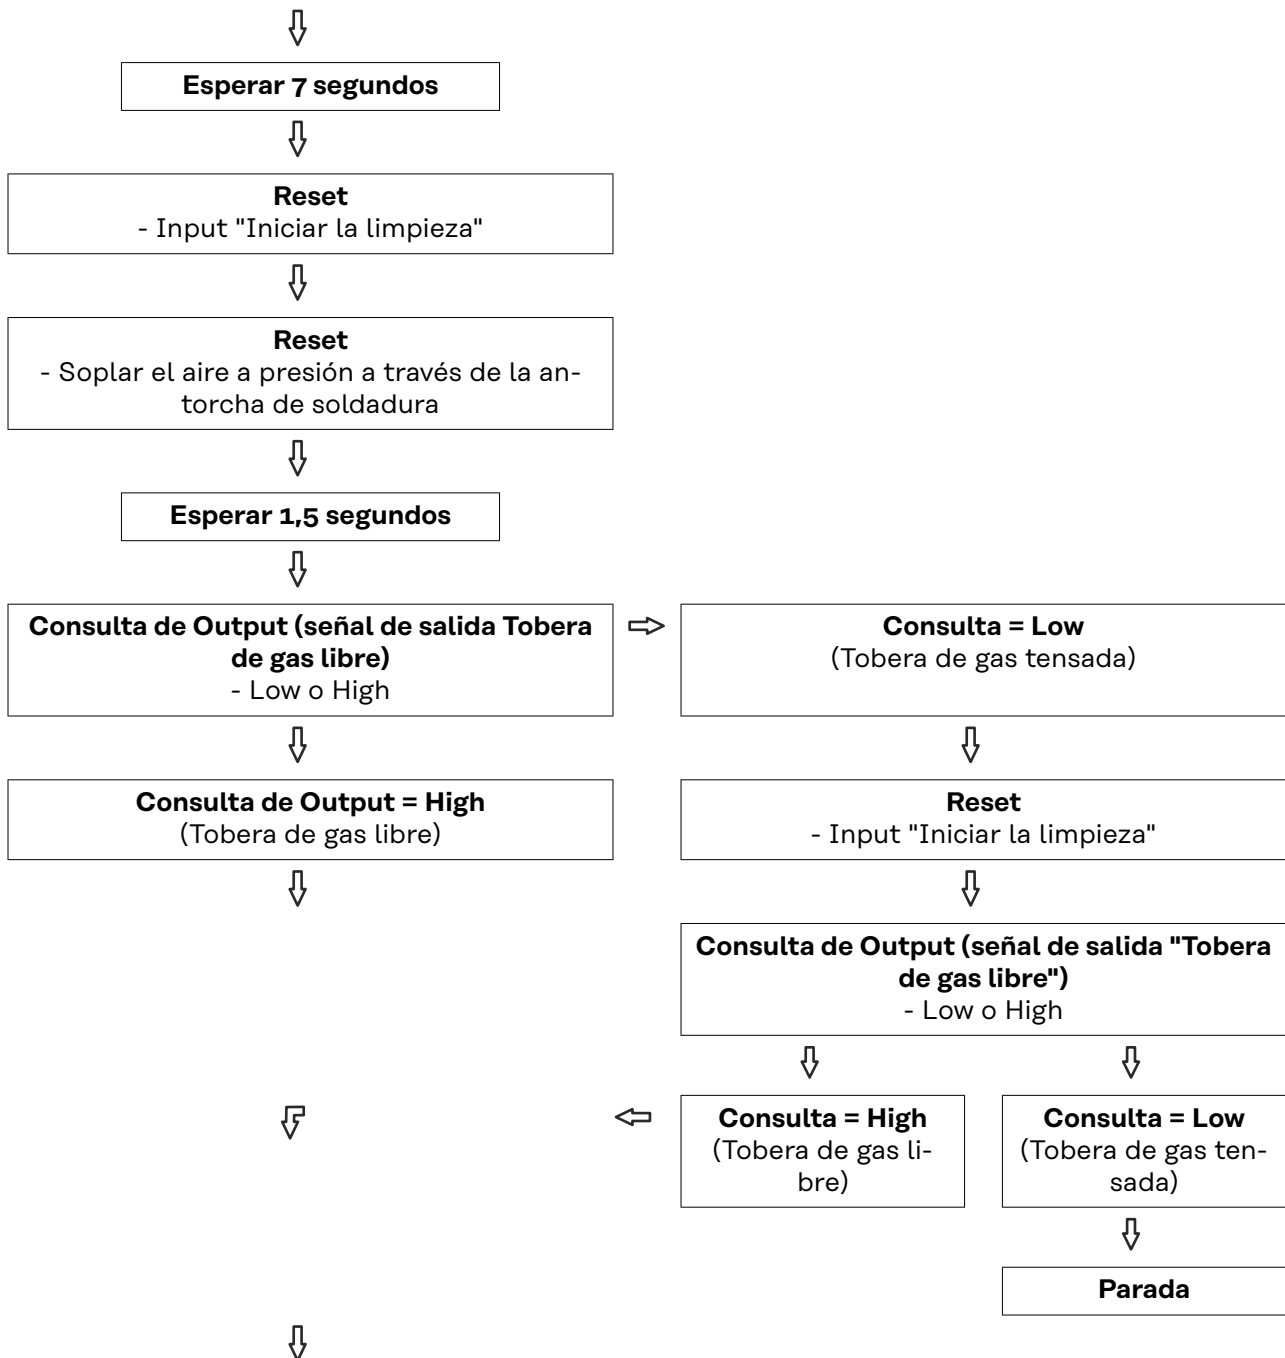 Esperar 7 segundos
Reset
- Input "Iniciar la limpieza"
Reset
- Soplar el aire a presión a través de la an-
torcha de soldadura
Esperar 1,5 segundos
Consulta de Output (señal de salida Tobera
de gas libre)
- Low o High
Consulta = Low
(Tobera de gas tensada)
Consulta de Output = High
(Tobera de gas libre)
Reset
- Input "Iniciar la limpieza"
Consulta de Output (señal de salida "Tobera
de gas libre")
- Low o High
Consulta = High
(Tobera de gas li-
bre)
Consulta = Low
(Tobera de gas ten-
sada)
Parada